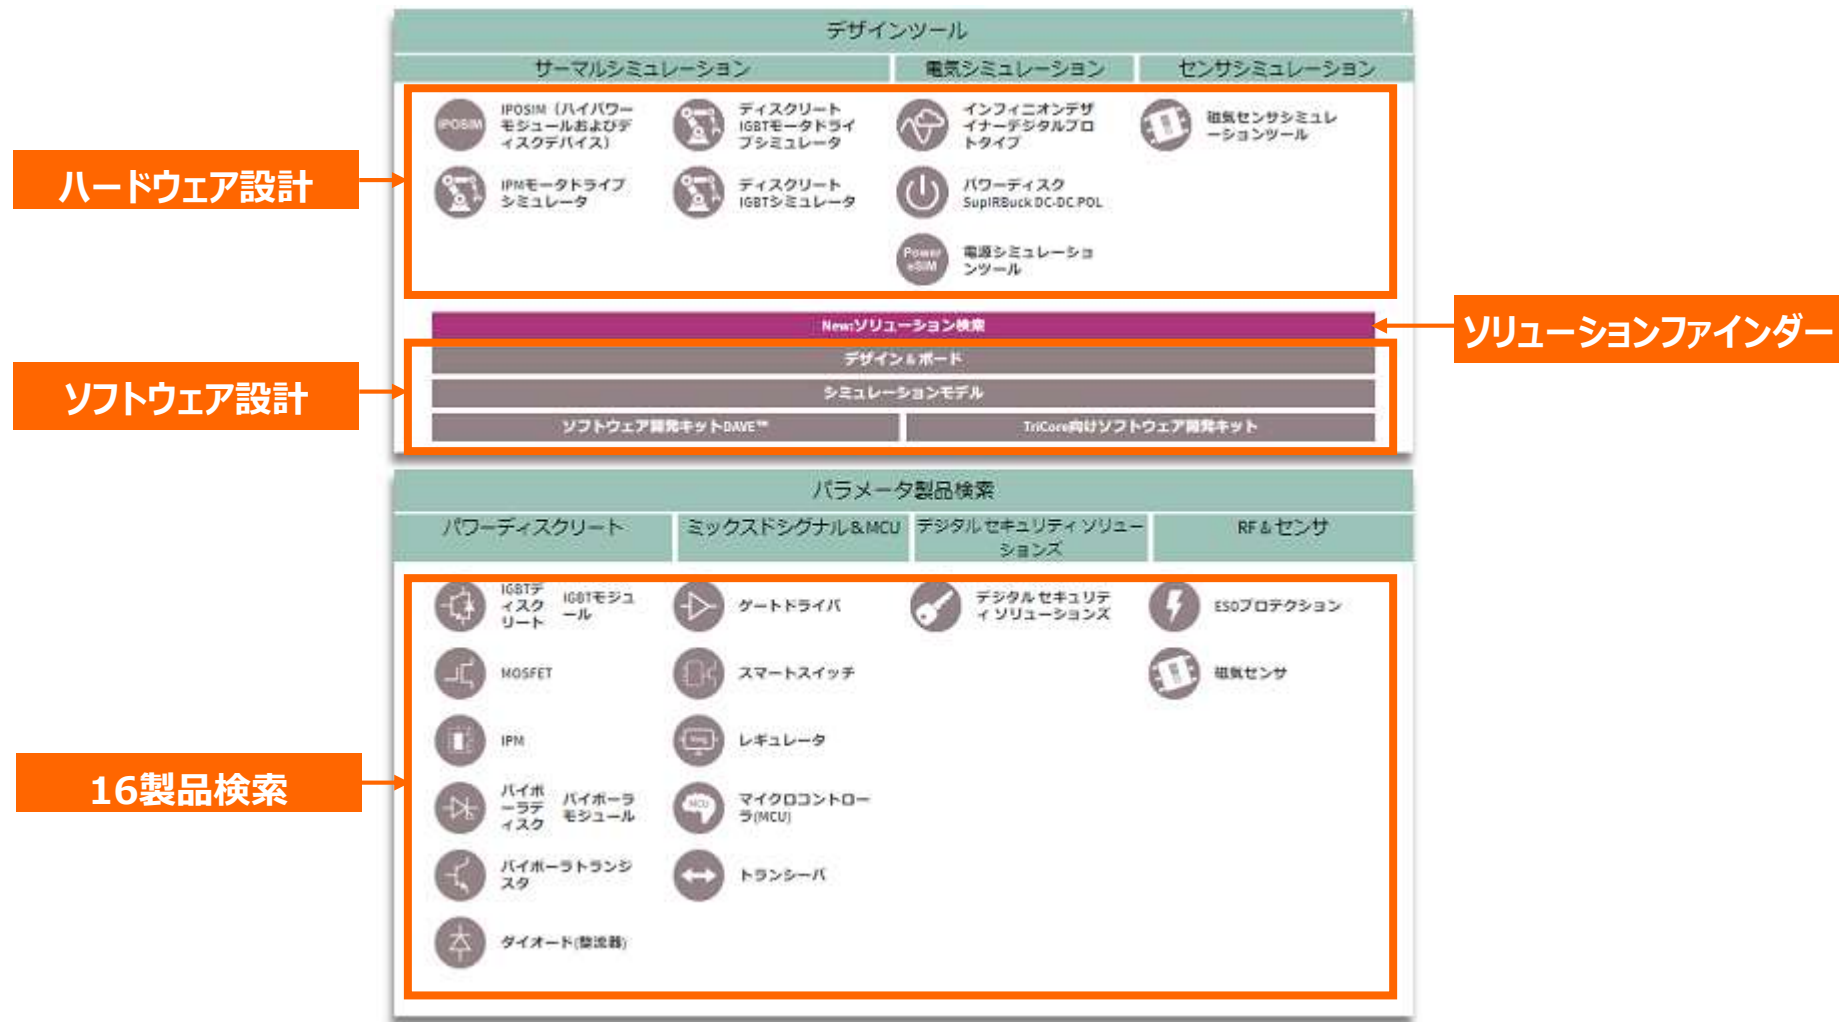 デザインツール
?
サーマルシミュレーション
電気シミュレーション
センサシミュレーション
IPOSIM
IPOSIM（ハイパワー
モジュールおよびデ
ィスクデバイス）
ディスクリート
IGBTモータドライ
ブシミュレータ
インフィニオンデザ
イナーデジタルプロ
トタイプ
磁気センサシミュレ
ーションツール
ハードウェア設計
IPMモータドライブ
シミュレータ
ディスクリート
IGBTシミュレータ
パワーディスク
SupIRBuck DC-DC POL
Power
eSIM
電源シミュレーショ
ンツール
New:ソリューション検索
ソリューションファインダー
デザイン＆ボード
ソフトウェア設計
シミュレーションモデル
ソフトウェア開発キットDAVE™
TriCore向けソフトウェア開発キット
パラメータ製品検索
パワーディスクリート
ミックスドシグナル&MCU
デジタル セキュリティ ソリュー
ションズ
RF & センサ
IGBTデ
ィスク
リート
IGBTモジュ
ール
ゲートドライバ
デジタル セキュリテ
ィ ソリューションズ
ESDプロテクション
MOSFET
スマートスイッチ
磁気センサ
IPM
レギュレータ
16製品検索
バイポ
ーラデ
ィスク
バイポーラ
モジュール
MCU
マイクロコントロー
ラ(MCU)
バイポーラトランジ
スタ
トランシーバ
ダイオード(整流器)